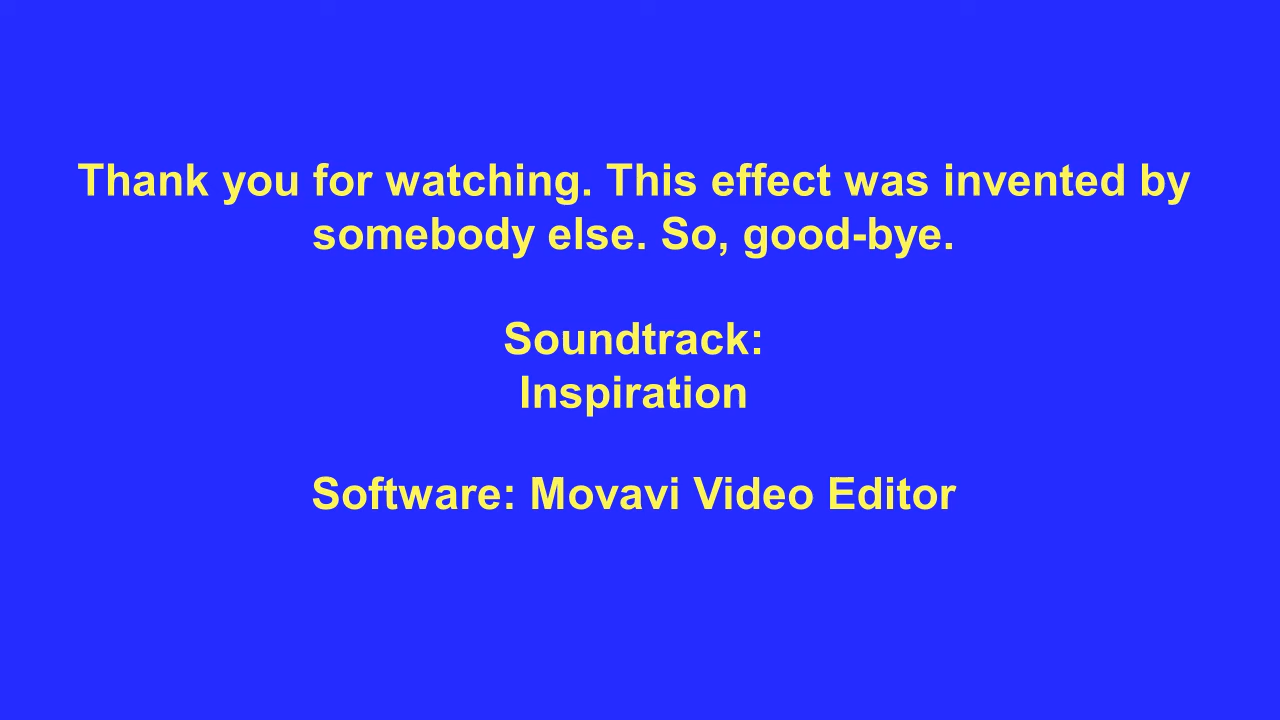 Thank you for watching. This effect was invented by
somebody else. So, good-bye.
Soundtrack:
Inspiration
Software: Movavi Video Editor